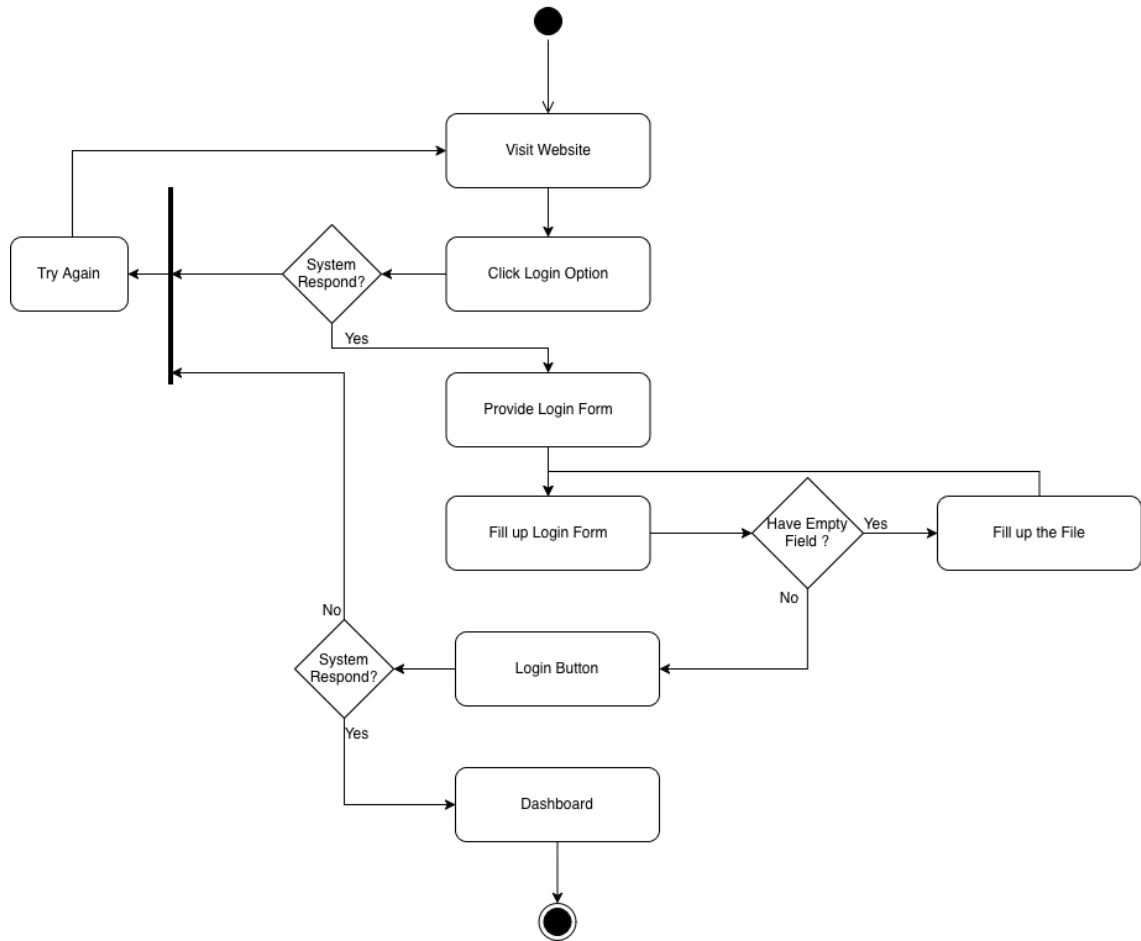 Visit Website
Try Again
System
Respond?
Click Login Option
Yes
Provide Login Form
Fill up Login Form
Have Empty
Field ?
Yes
Fill up the File
No
No
System
Respond?
Login Button
Yes
Dashboard